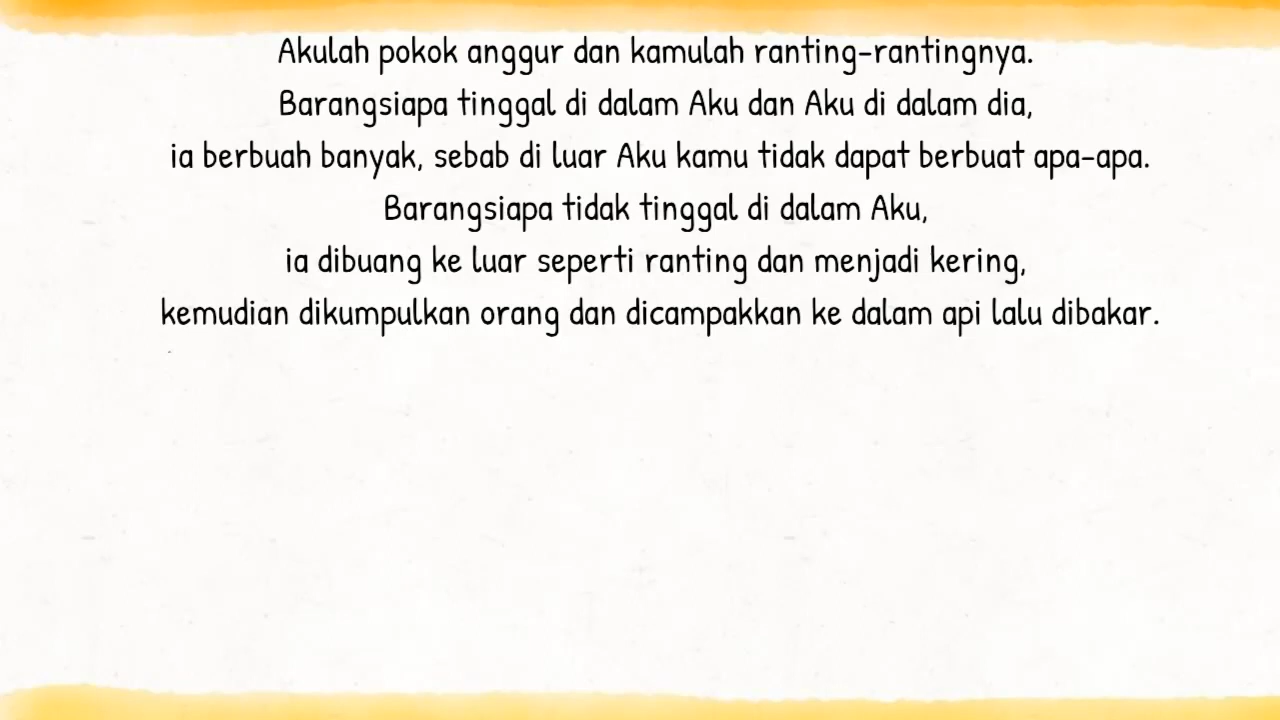 Akulah pokok anggur dan kamulah ranting-rantingnya.
Barangsiapa tinggal di dalam Aku dan Aku di dalam dia,
ia berbuah banyak, sebab di luar Aku kamu tidak dapat berbuat apa-apa.
Barangsiapa tidak tinggal di dalam Aku,
ia dibuang ke luar seperti ranting dan menjadi kering,
kemudian dikumpulkan orang dan dicampakkan ke dalam api lalu dibakar.